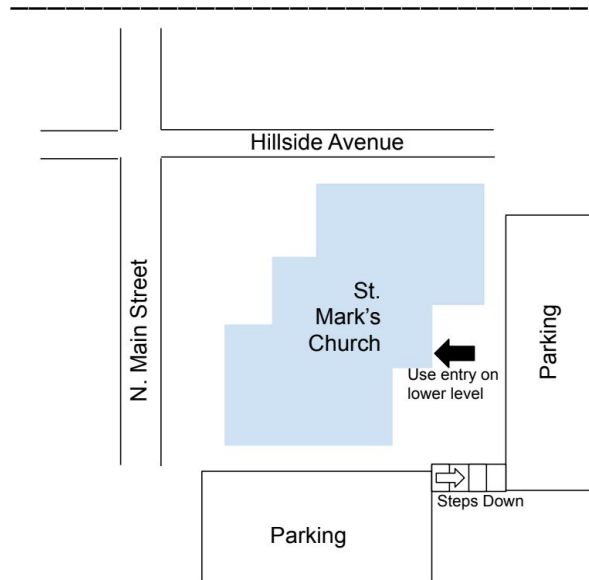 Hillside Avenue
N. Main Street
St.
Mark's
Church
Parking
Use entry on
lower level
Steps Down
Parking